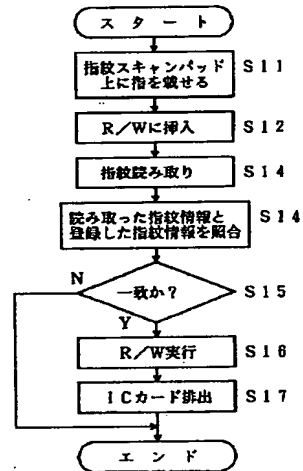 スタート
指紋スキャンパッド
上に指を載せる
S11
R/Wに挿入
S12
指紋読み取り
S14
読み取った指紋情報と
登録した指紋情報を照合
S14
一致か?
S15
N
Y
R/W実行
S16
ICカード排出
S17
エンド